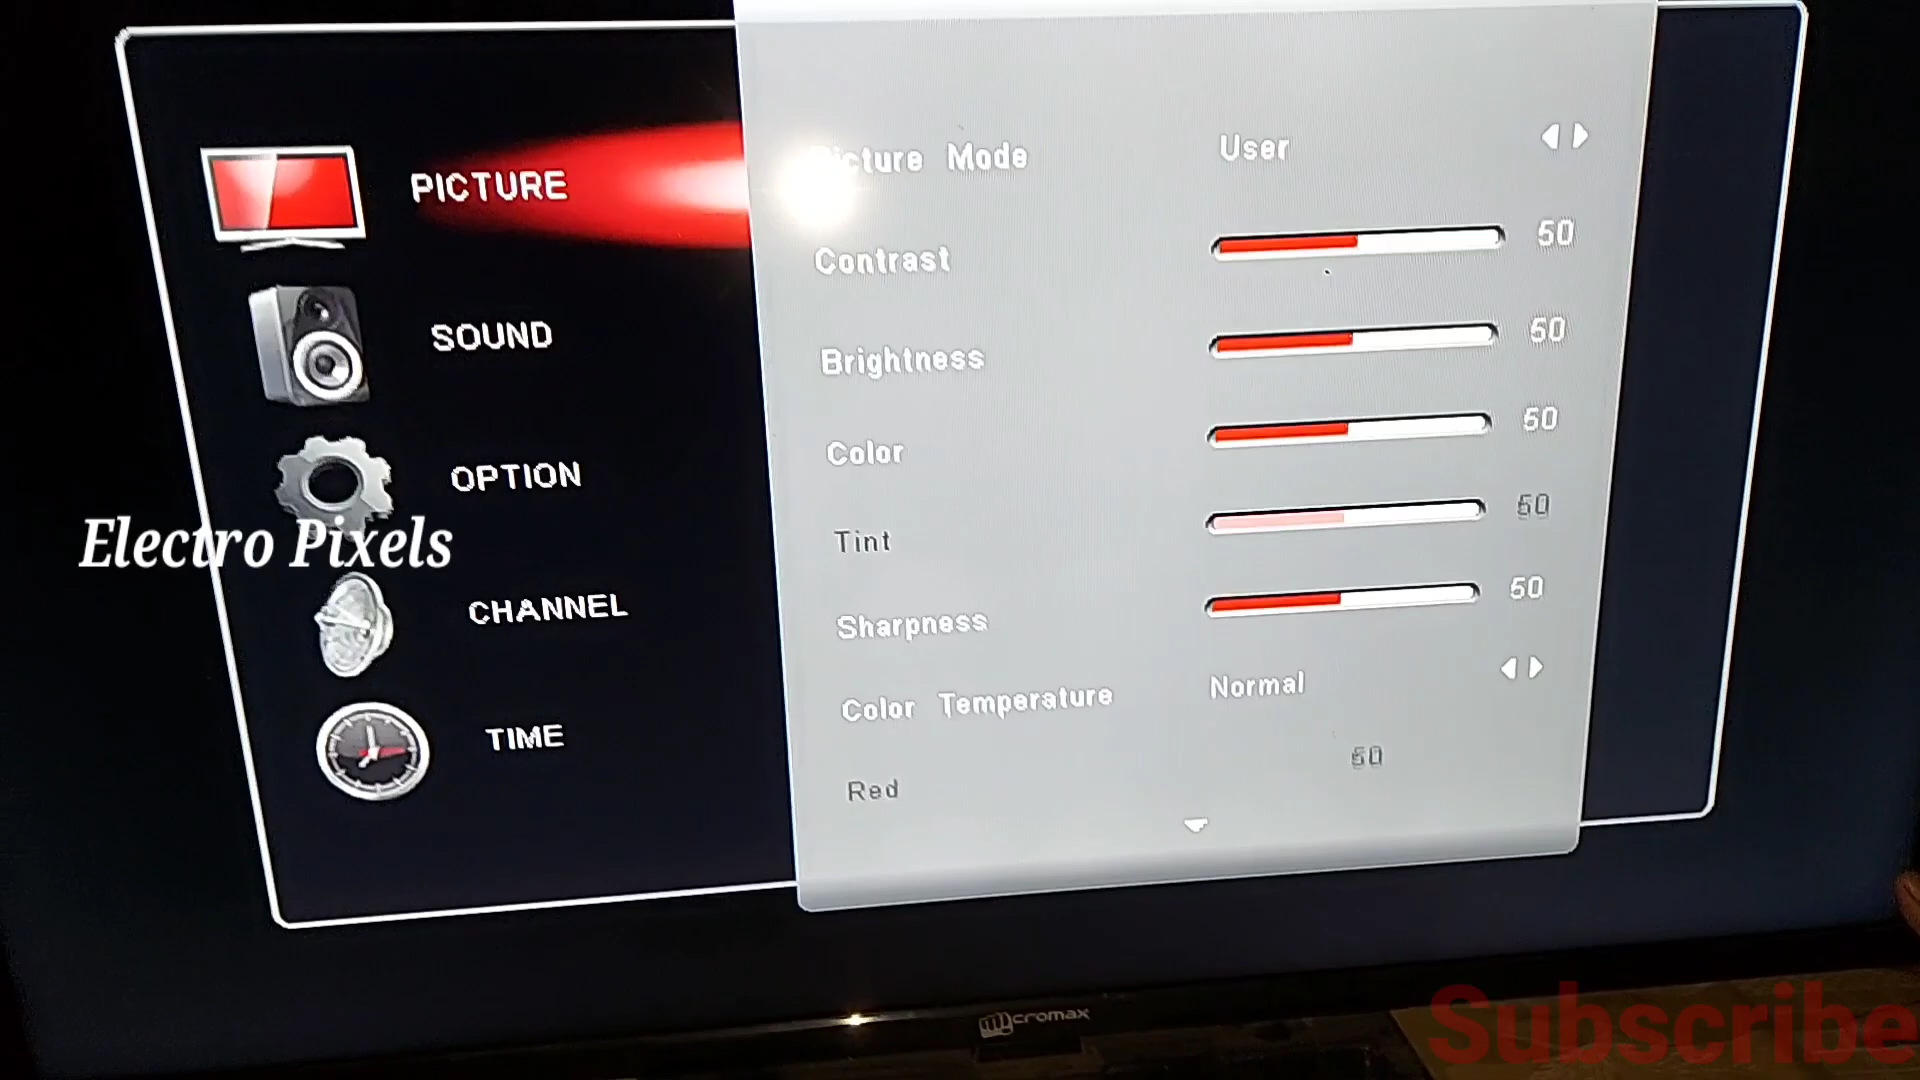 PICTURE
SOUND
OPTION
CHANNEL
TIME
Picture Mode User
Contrast 50
Brightness 50
Color 50
Tint 50
Sharpness 50
Color Temperature Normal
Red 50
Electro Pixels
micromax
Subscribe